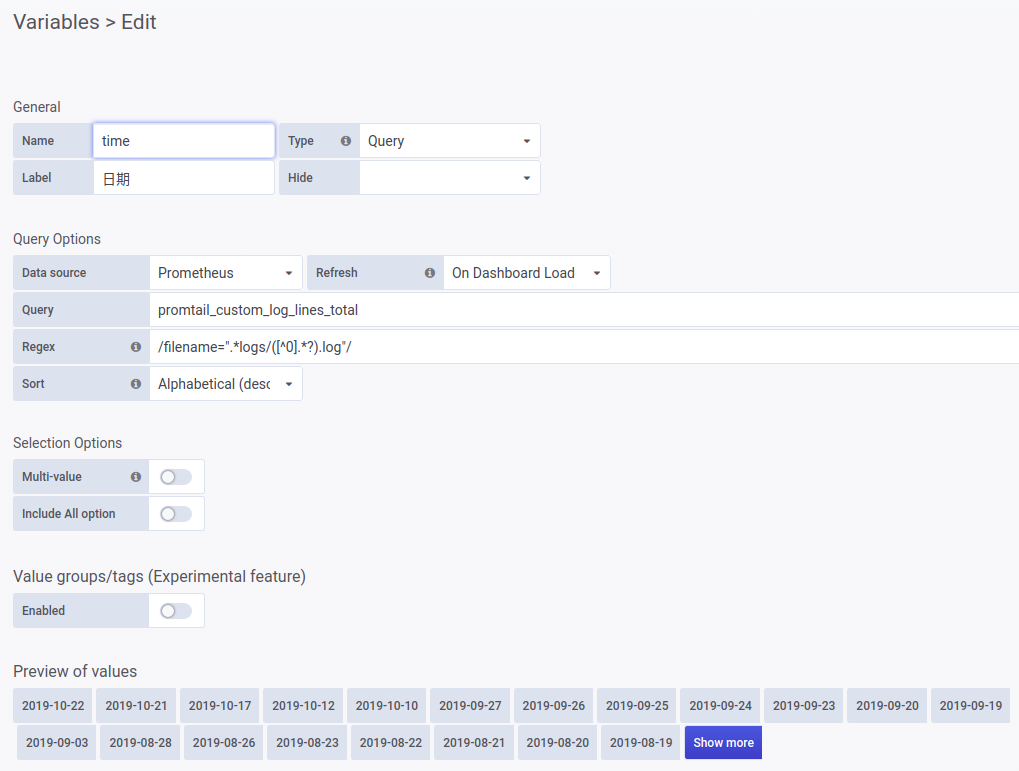 Variables > Edit
General
Name time Type Query
Label 日期 Hide
Query Options
Data source Prometheus Refresh On Dashboard Load
Query promtail_custom_log_lines_total
Regex /filename=".*logs/([^0].*?).log"/
Sort Alphabetical (desc
Selection Options
Multi-value
Include All option
Value groups/tags (Experimental feature)
Enabled
Preview of values
2019-10-22 2019-10-21 2019-10-17 2019-10-12 2019-10-10 2019-09-27 2019-09-26 2019-09-25 2019-09-24 2019-09-23 2019-09-20 2019-09-19
2019-09-03 2019-08-28 2019-08-26 2019-08-23 2019-08-22 2019-08-21 2019-08-20 2019-08-19 Show more